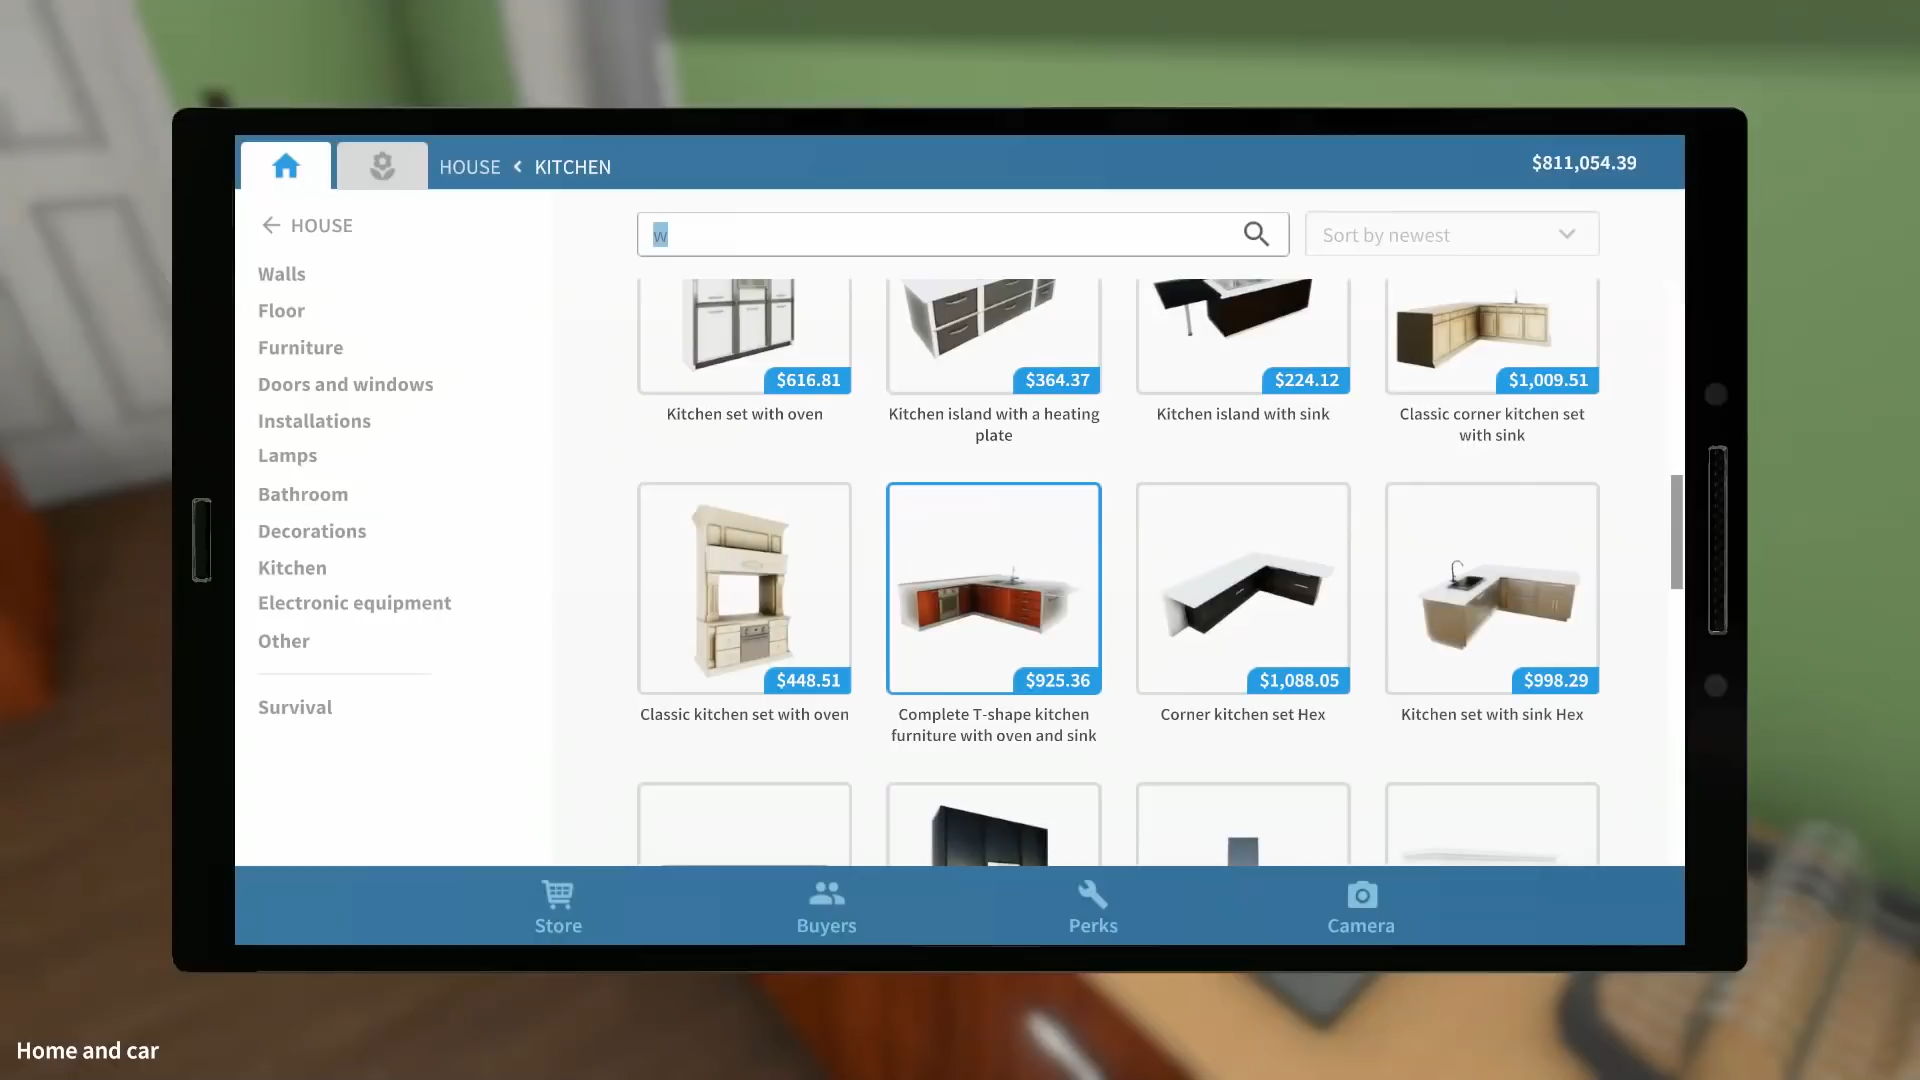 HOUSE < KITCHEN
$811,054.39
← HOUSE
w
Sort by newest
Walls
Floor
Furniture
Doors and windows
Installations
Lamps
Bathroom
Decorations
Kitchen
Electronic equipment
Other
Survival
$616.81
$364.37
$224.12
$1,009.51
Kitchen set with oven
Kitchen island with a heating
plate
Kitchen island with sink
Classic corner kitchen set
with sink
$448.51
$925.36
$1,088.05
$998.29
Classic kitchen set with oven
Complete T-shape kitchen
furniture with oven and sink
Corner kitchen set Hex
Kitchen set with sink Hex
Store
Buyers
Perks
Camera
Home and car